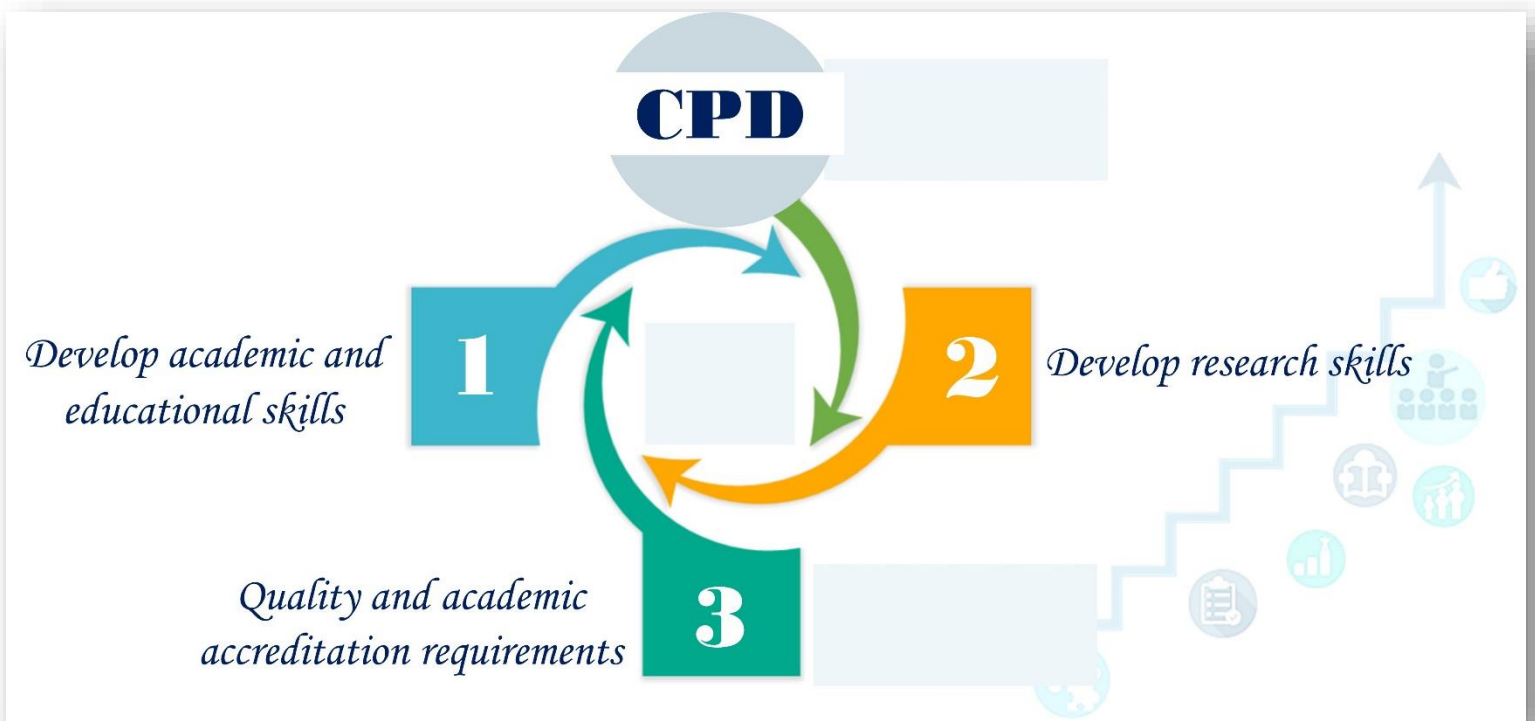 CPD
1
Develop academic and
educational skills
2
Develop research skills
3
Quality and academic
accreditation requirements